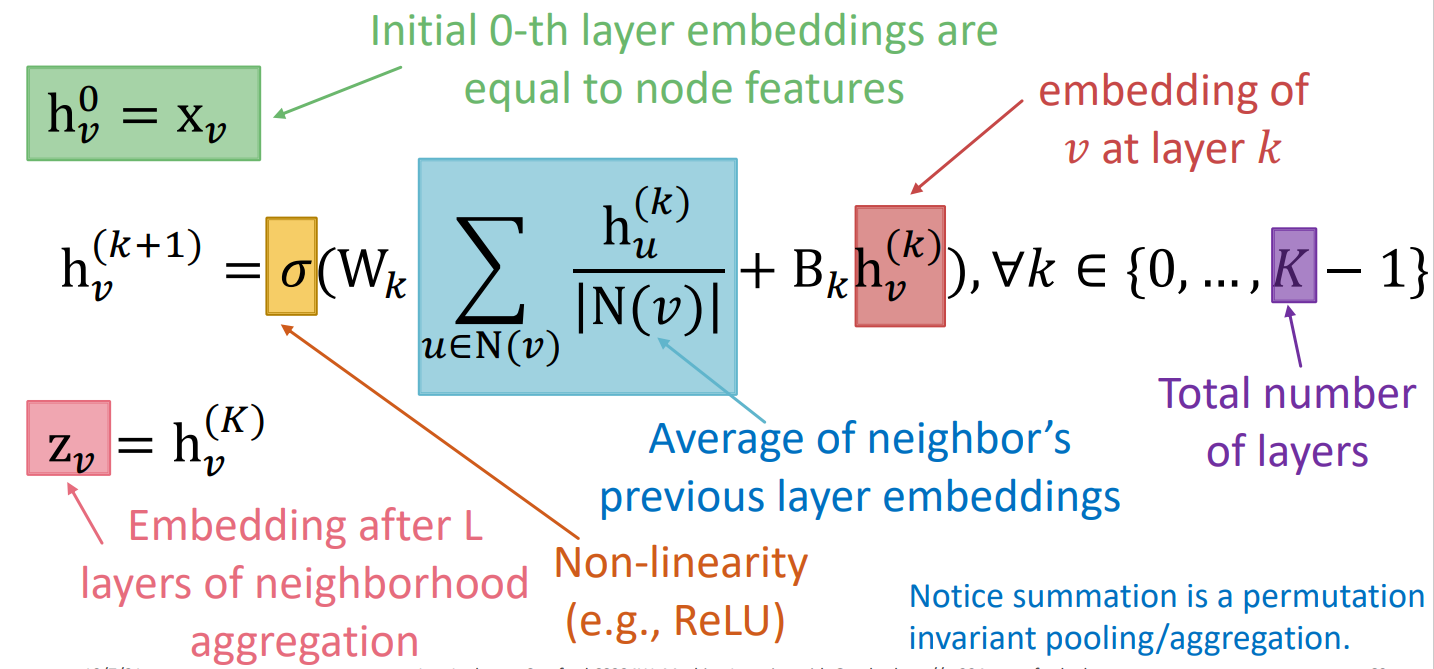 Initial 0-th layer embeddings are
equal to node features
h_v^0 = x_v
embedding of
v at layer k
h_v^{(k+1)} = σ(W_k ∑_{u∈N(v)} h_u^{(k)} / |N(v)| + B_k h_v^{(k)}), ∀k ∈ {0, …, K − 1}
Total number
of layers
z_v = h_v^{(K)}
Average of neighbor’s
previous layer embeddings
Embedding after L
layers of neighborhood
aggregation
Non-linearity
(e.g., ReLU)
Notice summation is a permutation
invariant pooling/aggregation.